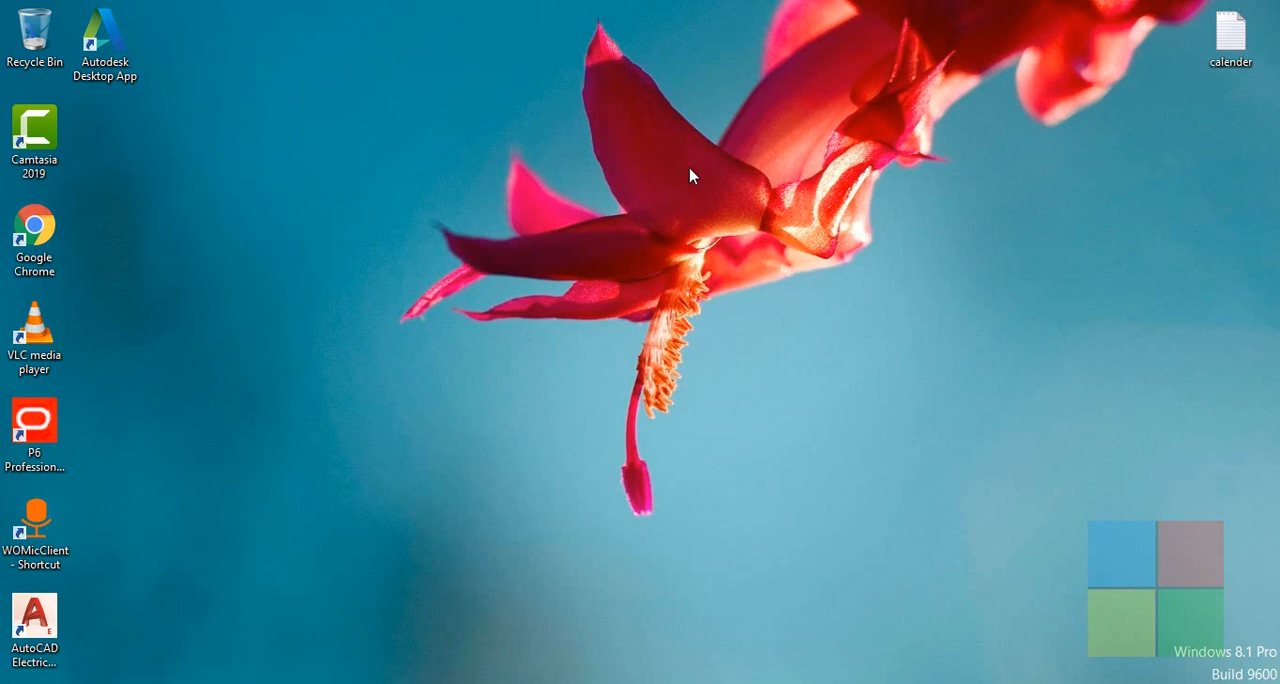 Recycle Bin
Autodesk
Desktop App
calender
Camtasia
2019
Google
Chrome
VLC media
player
P6
Profession...
WOMicClient
- Shortcut
AutoCAD
Electric...
Windows 8.1 Pro
Build 9600